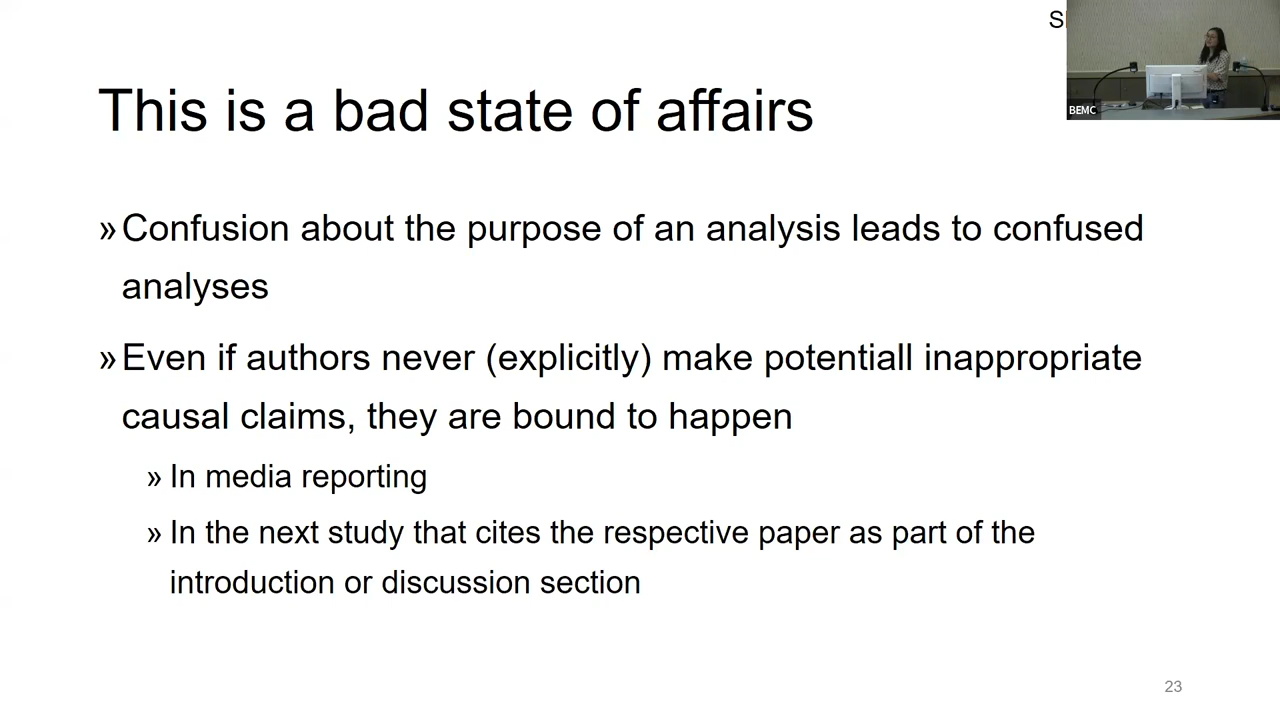 This is a bad state of affairs
BEMC
» Confusion about the purpose of an analysis leads to confused
analyses
» Even if authors never (explicitly) make potentiall inappropriate
causal claims, they are bound to happen
» In media reporting
» In the next study that cites the respective paper as part of the
introduction or discussion section
23